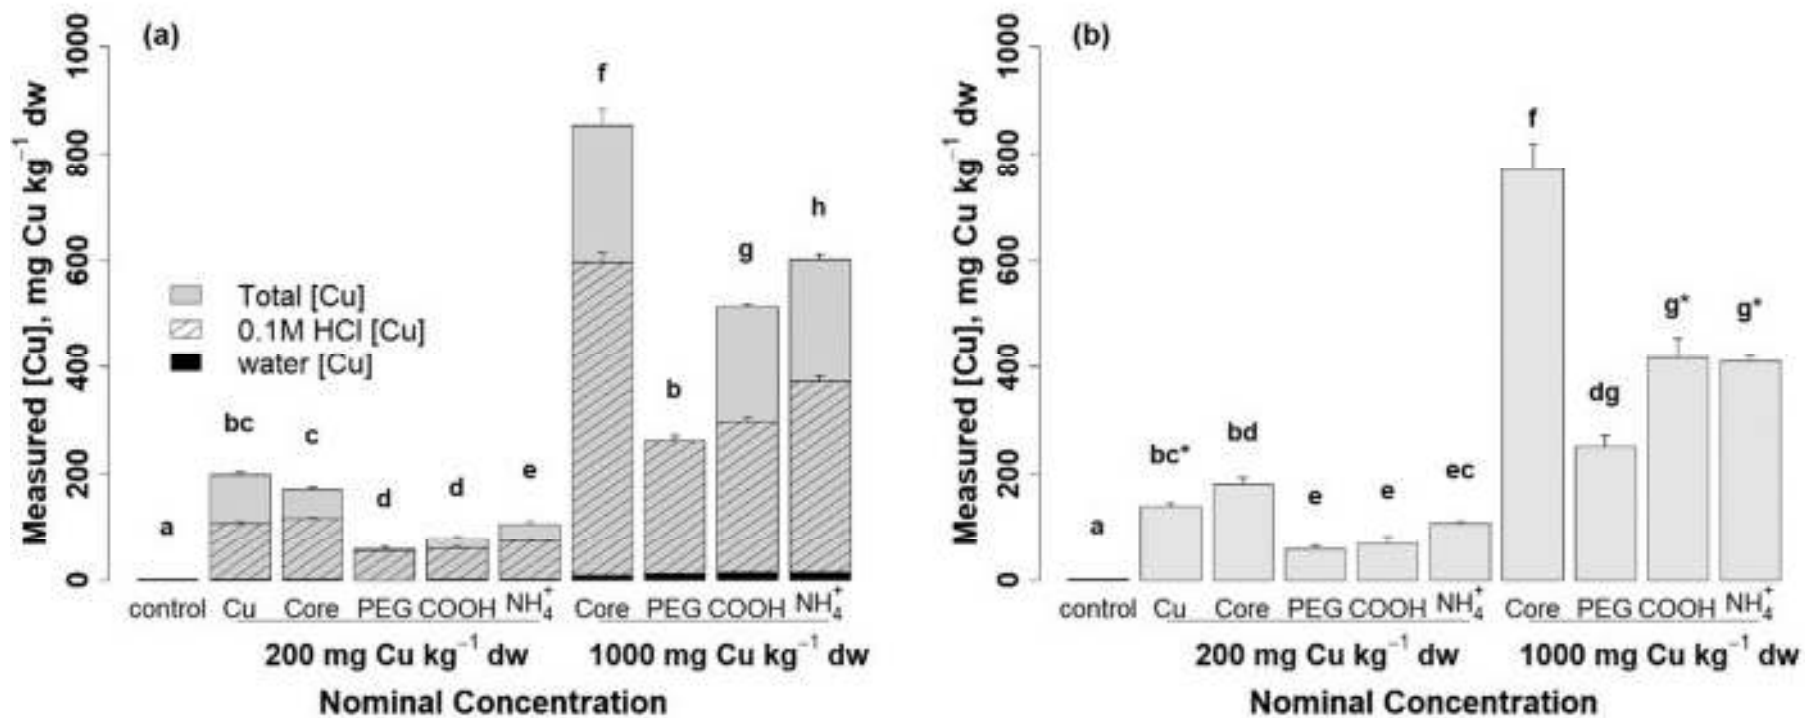 (a)
Measured [Cu], mg Cu kg⁻¹ dw
1000
800
600
400
200
0
Total [Cu]
0.1M HCl [Cu]
water [Cu]
a
bc
c
d
d
e
f
b
g
h
control Cu Core PEG COOH NH₄⁺ Core PEG COOH NH₄⁺
200 mg Cu kg⁻¹ dw 1000 mg Cu kg⁻¹ dw
Nominal Concentration
(b)
Measured [Cu], mg Cu kg⁻¹ dw
1000
800
600
400
200
0
a
bc*
bd
e
e
ec
f
dg
g*
g*
control Cu Core PEG COOH NH₄⁺ Core PEG COOH NH₄⁺
200 mg Cu kg⁻¹ dw 1000 mg Cu kg⁻¹ dw
Nominal Concentration